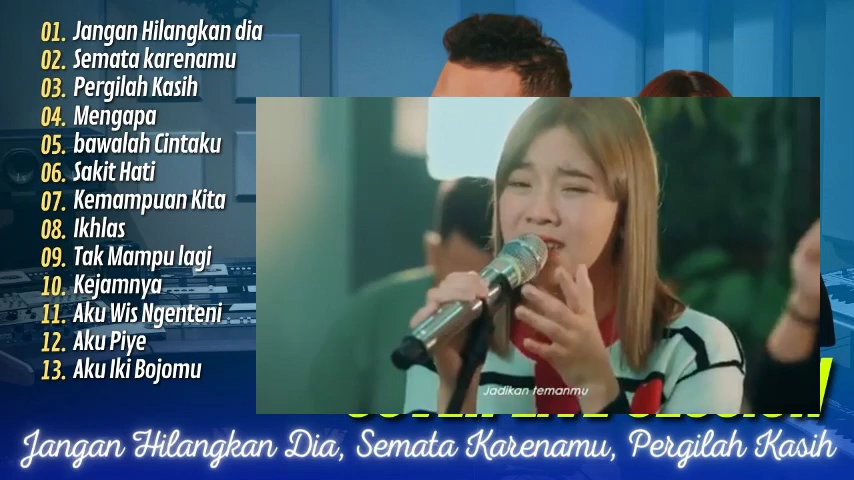 01. Jangan Hilangkan dia
02. Semata karenamu
03. Pergilah Kasih
04. Mengapa
05. bawalah Cintaku
06. Sakit Hati
07. Kemampuan Kita
08. Ikhlas
09. Tak Mampu lagi
10. Kejamnya
11. Aku Wis Ngenteni
12. Aku Piye
13. Aku Iki Bojomu
Jadikan temanmu
Jangan Hilangkan Dia, Semata Karenamu, Pergilah Kasih